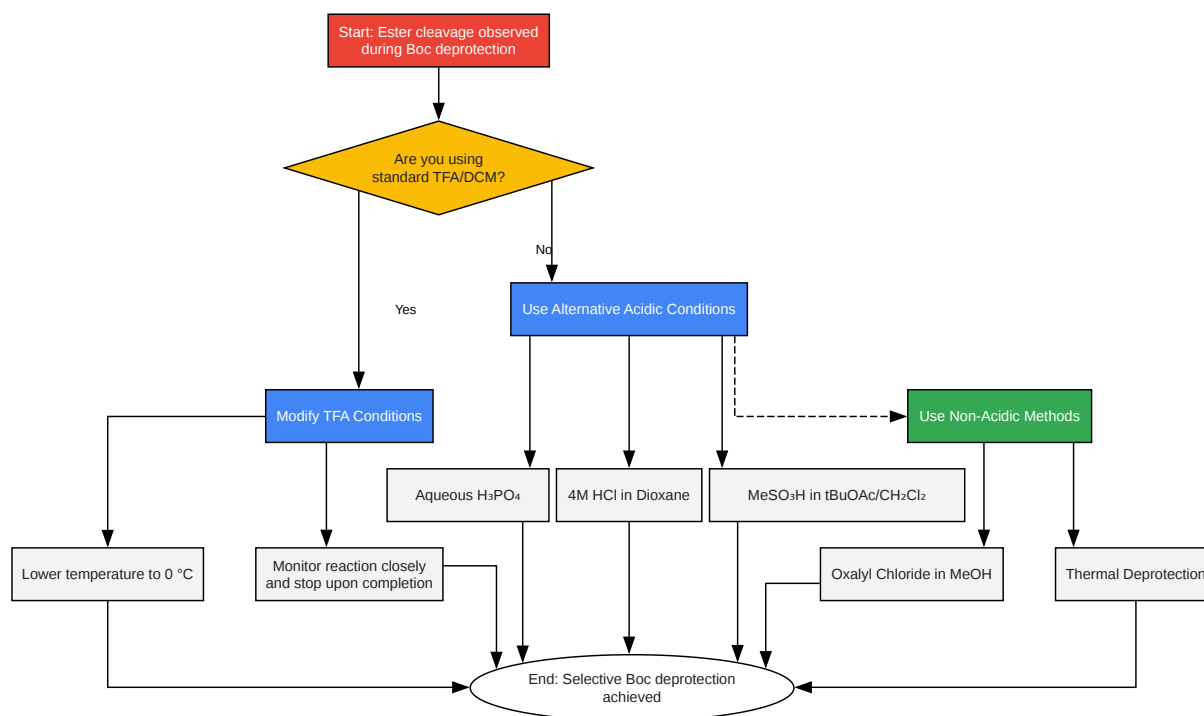 Start: Ester cleavage observed
during Boc deprotection
Are you using
standard TFA/DCM?
No
Use Alternative Acidic Conditions
Yes
Modify TFA Conditions
Use Non-Acidic Methods
Aqueous H₃PO₄
4M HCl in Dioxane
MeSO₃H in tBuOAc/CH₂Cl₂
Lower temperature to 0 °C
Monitor reaction closely
and stop upon completion
Oxalyl Chloride in MeOH
Thermal Deprotection
End: Selective Boc deprotection
achieved